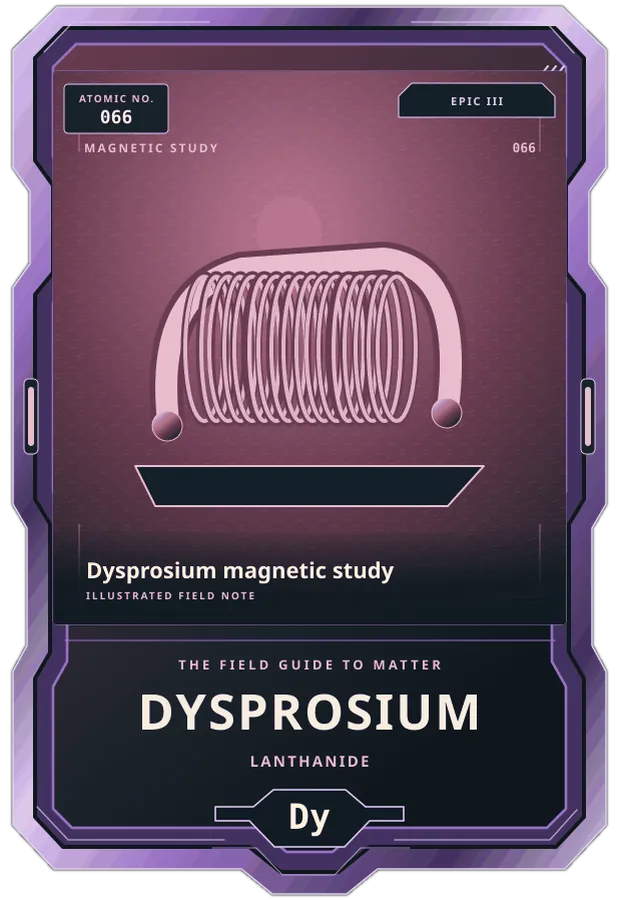 ATOMIC NO.
066
EPIC III
MAGNETIC STUDY
066
Dysprosium magnetic study
ILLUSTRATED FIELD NOTE
THE FIELD GUIDE TO MATTER
DYSPROSIUM
LANTHANIDE
Dy